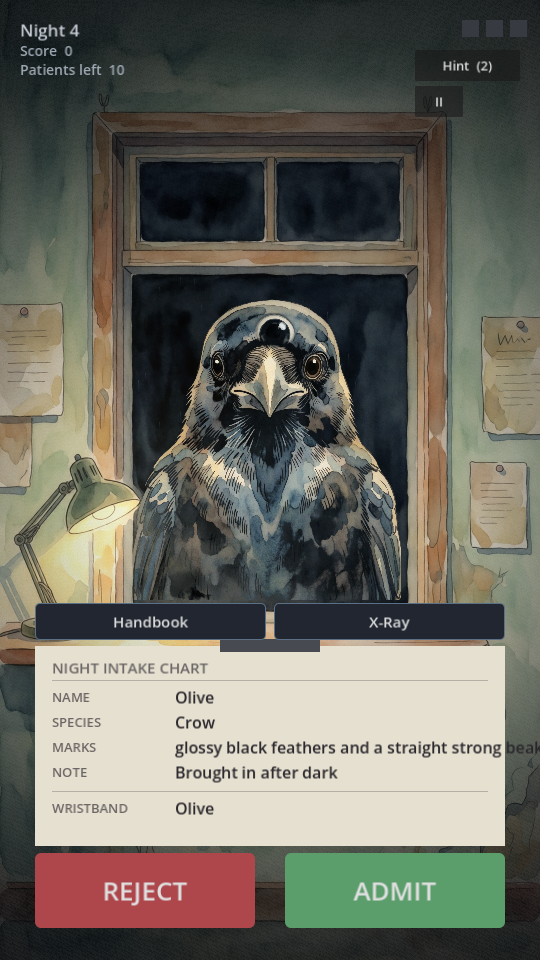 Night 4
Score 0
Patients left 10
Hint (2)
II
Handbook
X-Ray
NIGHT INTAKE CHART
NAME Olive
SPECIES Crow
MARKS glossy black feathers and a straight strong beak
NOTE Brought in after dark
WRISTBAND Olive
REJECT
ADMIT